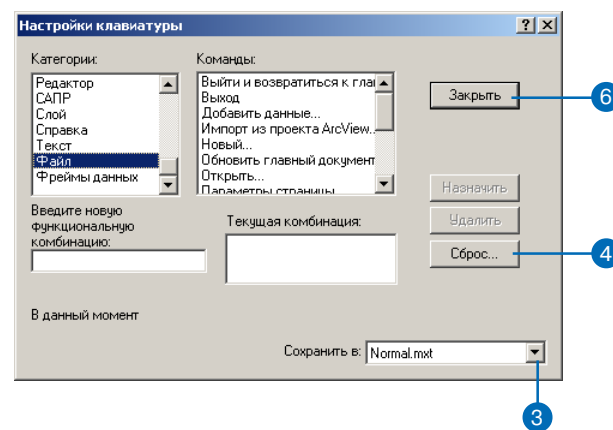 Настройки клавиатуры
Категории:
Редактор
САПР
Слой
Справка
Текст
Файл
Фреймы данных
Команды:
Выйти и возвратиться к гла
Выход
Добавить данные...
Импорт из проекта ArcView...
Новый...
Обновить главный документ
Открыть...
Параметры страницы
Закрыть
6
Назначить
Удалить
Сброс...
4
Введите новую
функциональную
комбинацию:
Текущая комбинация:
В данный момент
Сохранить в: Normal.mxt
3